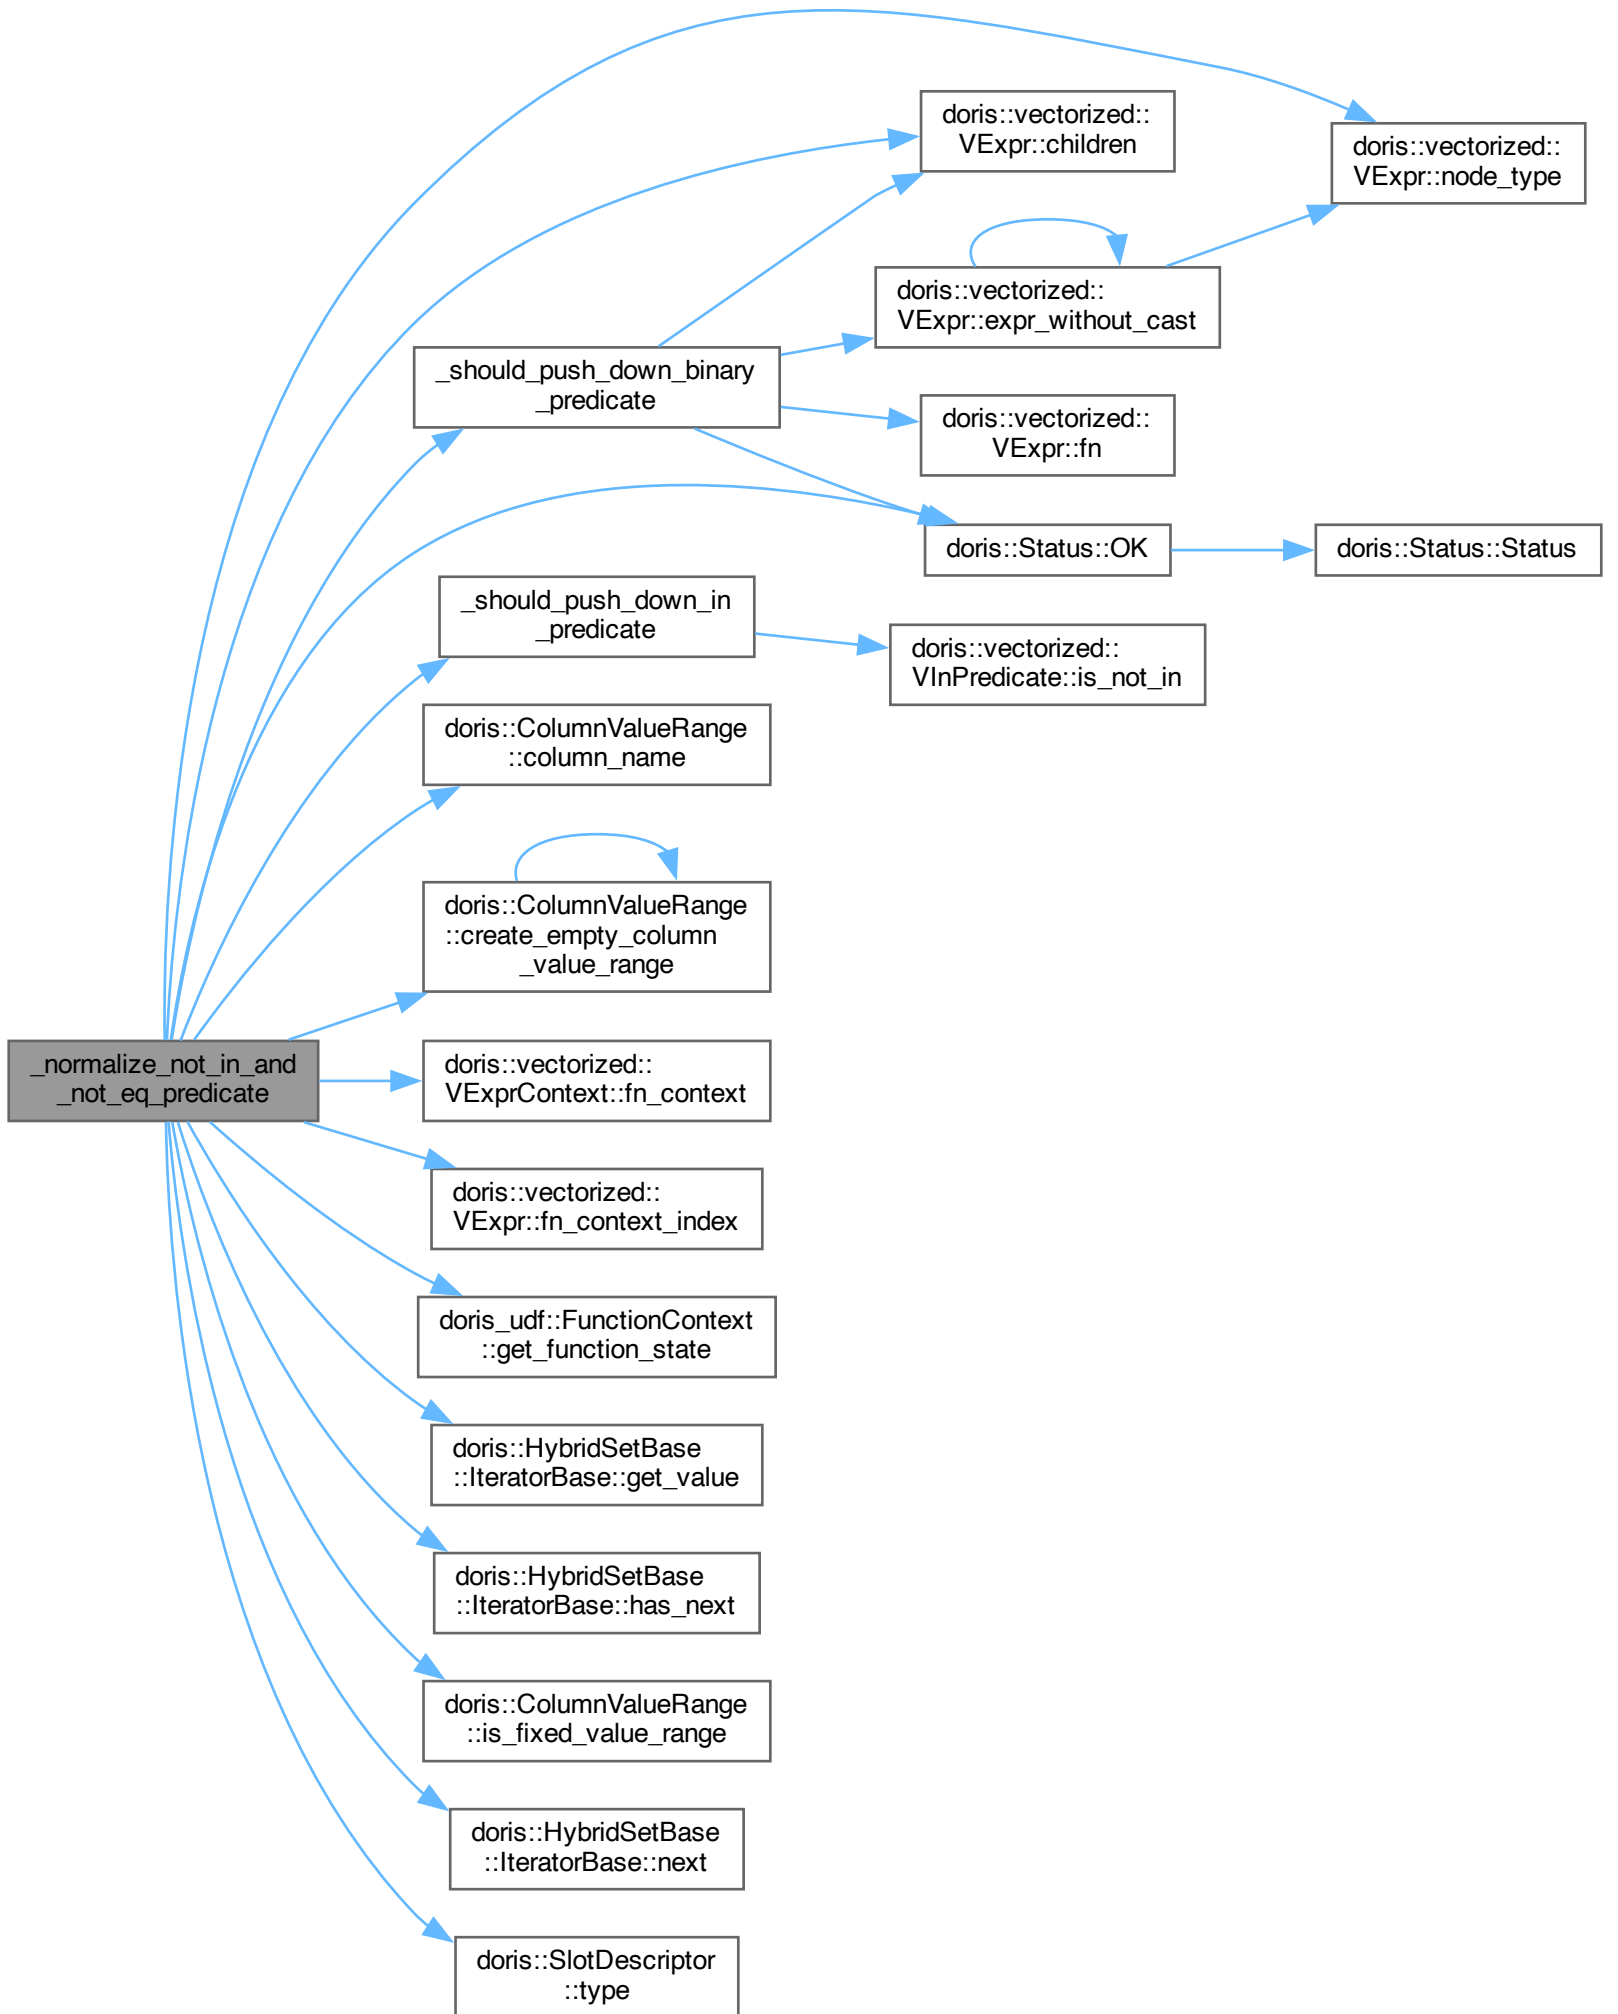 doris::vectorized::
VExpr::children
doris::vectorized::
VExpr::node_type
doris::vectorized::
VExpr::expr_without_cast
_should_push_down_binary
_predicate
doris::vectorized::
VExpr::fn
doris::Status::OK
doris::Status::Status
_should_push_down_in
_predicate
doris::vectorized::
VInPredicate::is_not_in
doris::ColumnValueRange
::column_name
doris::ColumnValueRange
::create_empty_column
_value_range
_normalize_not_in_and
_not_eq_predicate
doris::vectorized::
VExprContext::fn_context
doris::vectorized::
VExpr::fn_context_index
doris_udf::FunctionContext
::get_function_state
doris::HybridSetBase
::IteratorBase::get_value
doris::HybridSetBase
::IteratorBase::has_next
doris::ColumnValueRange
::is_fixed_value_range
doris::HybridSetBase
::IteratorBase::next
doris::SlotDescriptor
::type